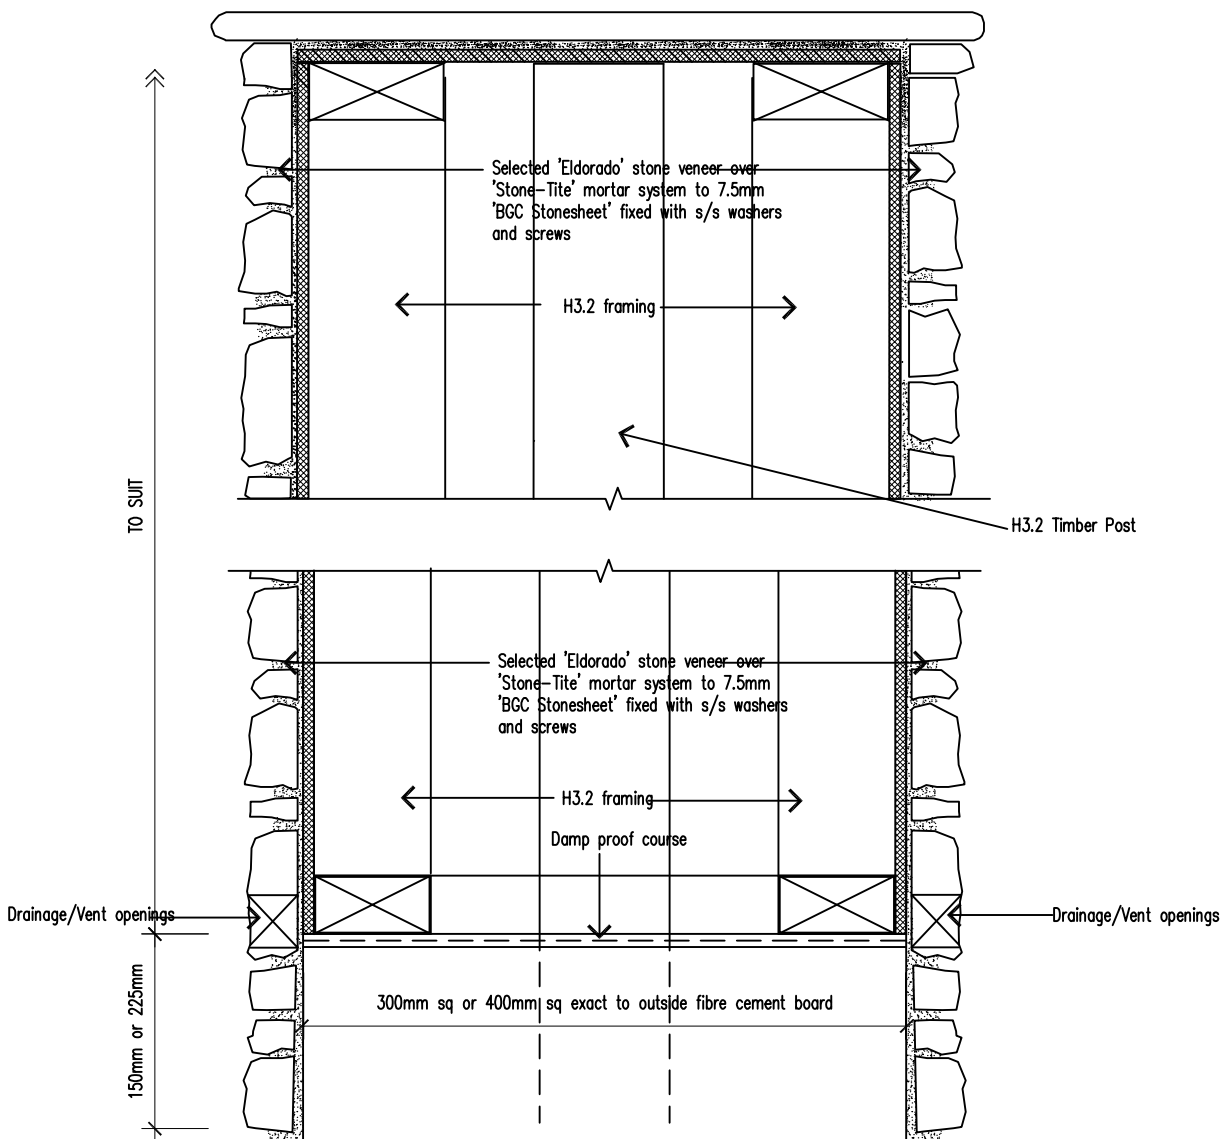 Selected 'Eldorado' stone veneer over
'Stone-Tite' mortar system to 7.5mm
'BGC Stonesheet' fixed with s/s washers
and screws
H3.2 framing
TO SUIT
H3.2 Timber Post
Selected 'Eldorado' stone veneer over
'Stone-Tite' mortar system to 7.5mm
'BGC Stonesheet' fixed with s/s washers
and screws
H3.2 framing
Damp proof course
Drainage/Vent openings
Drainage/Vent openings
300mm sq or 400mm sq exact to outside fibre cement board
150mm or 225mm